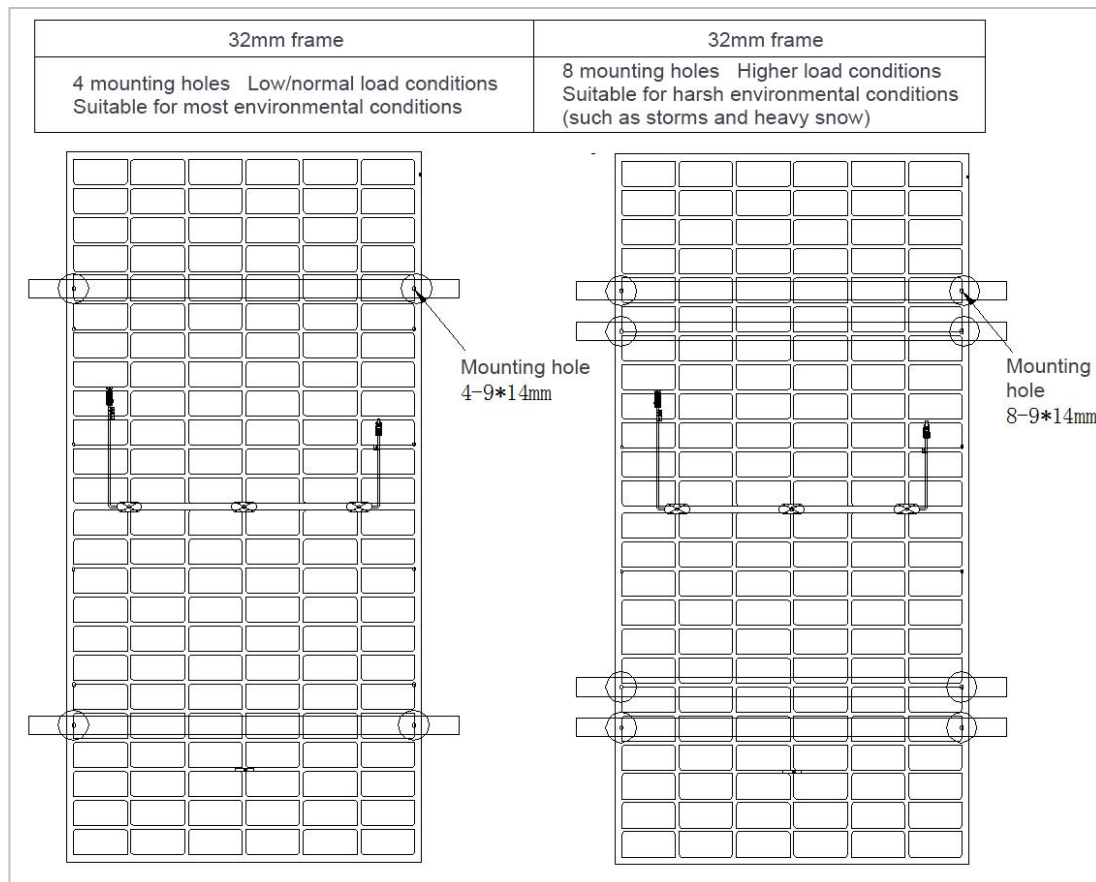 32mm frame
32mm frame
4 mounting holes   Low/normal load conditions
Suitable for most environmental conditions
8 mounting holes   Higher load conditions
Suitable for harsh environmental conditions
(such as storms and heavy snow)
Mounting hole
4-9*14mm
Mounting
hole
8-9*14mm